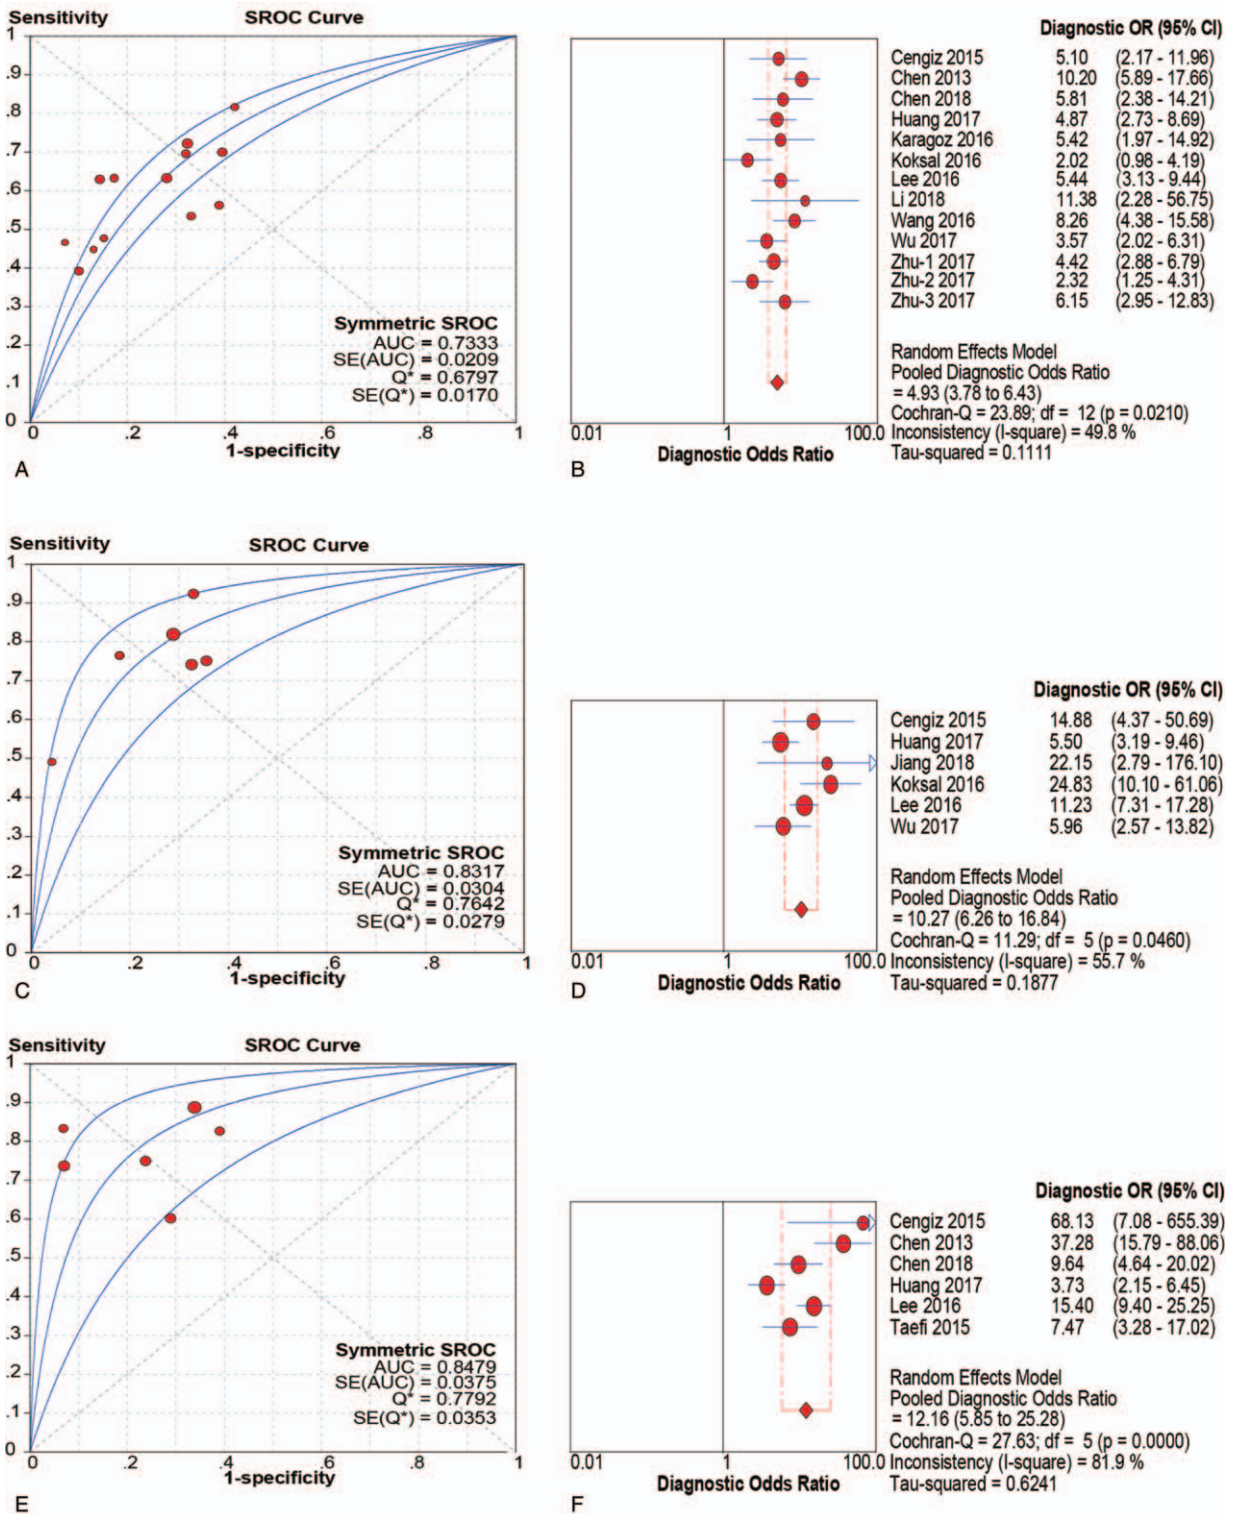 Sensitivity SROC Curve
1
.9
.8
.7
.6
.5
.4
.3
.2
.1
0
Symmetric SROC
AUC = 0.7333
SE(AUC) = 0.0209
Q* = 0.6797
SE(Q*) = 0.0170
0 .2 .4 .6 .8 1
1-specificity
A
Diagnostic OR (95% CI)
Cengiz 2015 5.10 (2.17 - 11.96)
Chen 2013 10.20 (5.89 - 17.66)
Chen 2018 5.81 (2.38 - 14.21)
Huang 2017 4.87 (2.73 - 8.69)
Karagoz 2016 5.42 (1.97 - 14.92)
Koksal 2016 2.02 (0.98 - 4.19)
Lee 2016 5.44 (3.13 - 9.44)
Li 2018 11.38 (2.28 - 56.75)
Wang 2016 8.26 (4.38 - 15.58)
Wu 2017 3.57 (2.02 - 6.31)
Zhu-1 2017 4.42 (2.88 - 6.79)
Zhu-2 2017 2.32 (1.25 - 4.31)
Zhu-3 2017 6.15 (2.95 - 12.83)
Random Effects Model
Pooled Diagnostic Odds Ratio
= 4.93 (3.78 to 6.43)
Cochran-Q = 23.89; df = 12 (p = 0.0210)
Inconsistency (I-square) = 49.8 %
Tau-squared = 0.1111
0.01 1 100.0
Diagnostic Odds Ratio
B
Sensitivity SROC Curve
1
.9
.8
.7
.6
.5
.4
.3
.2
.1
0
Symmetric SROC
AUC = 0.8317
SE(AUC) = 0.0304
Q* = 0.7642
SE(Q*) = 0.0279
0 .2 .4 .6 .8 1
1-specificity
C
Diagnostic OR (95% CI)
Cengiz 2015 14.88 (4.37 - 50.69)
Huang 2017 5.50 (3.19 - 9.46)
Jiang 2018 22.15 (2.79 - 176.10)
Koksal 2016 24.83 (10.10 - 61.06)
Lee 2016 11.23 (7.31 - 17.28)
Wu 2017 5.96 (2.57 - 13.82)
Random Effects Model
Pooled Diagnostic Odds Ratio
= 10.27 (6.26 to 16.84)
Cochran-Q = 11.29; df = 5 (p = 0.0460)
Inconsistency (I-square) = 55.7 %
Tau-squared = 0.1877
0.01 1 100.0
Diagnostic Odds Ratio
D
Sensitivity SROC Curve
1
.9
.8
.7
.6
.5
.4
.3
.2
.1
0
Symmetric SROC
AUC = 0.8479
SE(AUC) = 0.0375
Q* = 0.7792
SE(Q*) = 0.0353
0 .2 .4 .6 .8 1
1-specificity
E
Diagnostic OR (95% CI)
Cengiz 2015 68.13 (7.08 - 655.39)
Chen 2013 37.28 (15.79 - 88.06)
Chen 2018 9.64 (4.64 - 20.02)
Huang 2017 3.73 (2.15 - 6.45)
Lee 2016 15.40 (9.40 - 25.25)
Taefi 2015 7.47 (3.28 - 17.02)
Random Effects Model
Pooled Diagnostic Odds Ratio
= 12.16 (5.85 to 25.28)
Cochran-Q = 27.63; df = 5 (p = 0.0000)
Inconsistency (I-square) = 81.9 %
Tau-squared = 0.6241
0.01 1 100.0
Diagnostic Odds Ratio
F